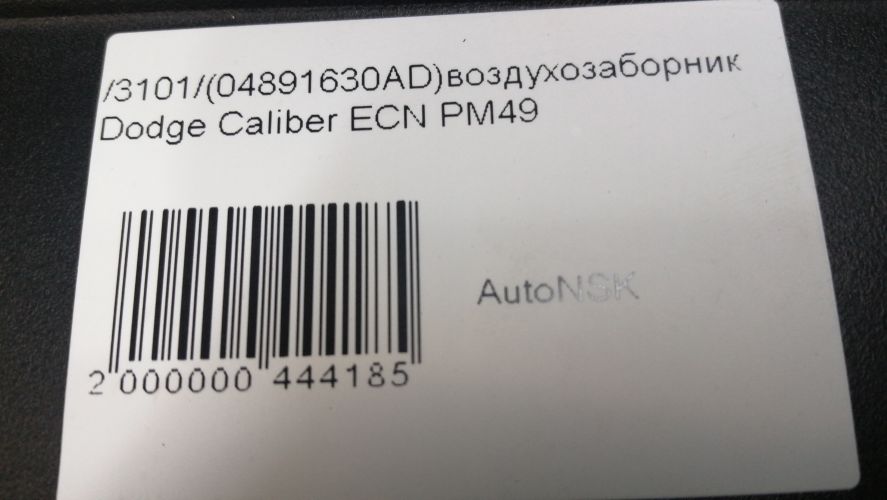 /3101/(04891630AD)воздухозаборник
Dodge Caliber ECN PM49
AutoNSK
2 000000 444185